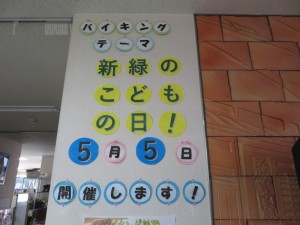 バイキング
テーマ
新緑の
こども
の日!
5月5日
開催します!